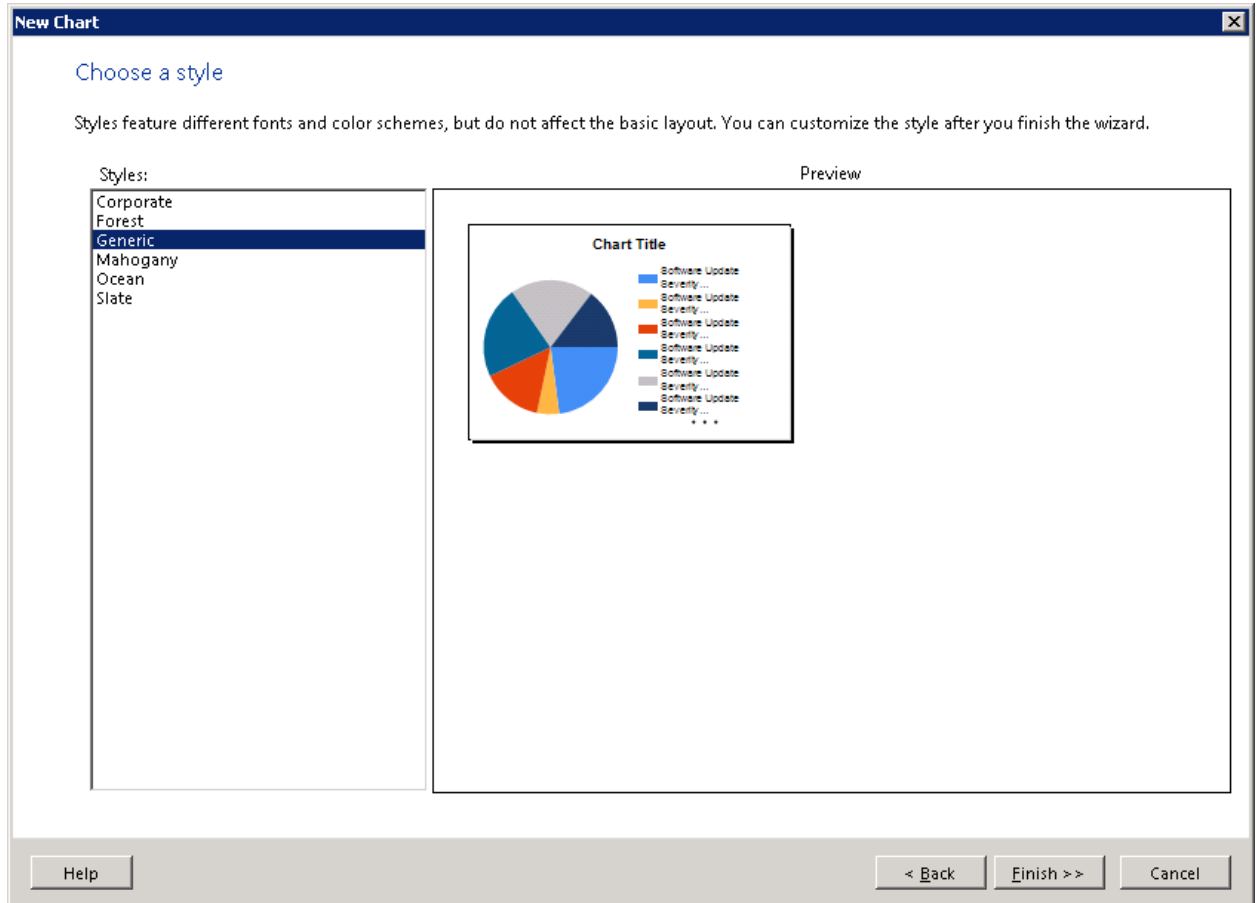 New Chart
Choose a style
Styles feature different fonts and color schemes, but do not affect the basic layout. You can customize the style after you finish the wizard.
Styles:
Preview
Corporate
Forest
Generic
Mahogany
Ocean
Slate
Chart Title
Software Update
Severity ...
Software Update
Severity ...
Software Update
Severity ...
Software Update
Severity ...
Software Update
Severity ...
Software Update
Severity ...
• • •
Help
< Back
Finish >>
Cancel